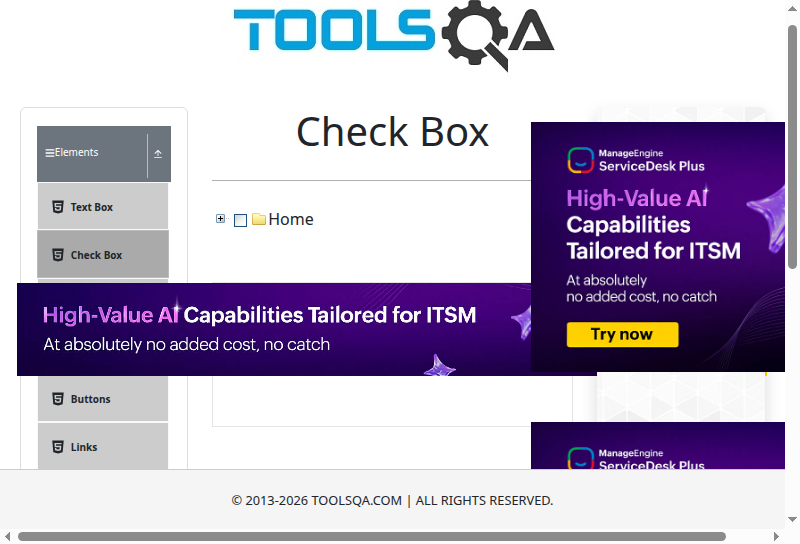 TOOLSQA
Elements
Text Box
Check Box
Buttons
Links
Check Box
Home
High-Value AI Capabilities Tailored for ITSM
At absolutely no added cost, no catch
ManageEngine
ServiceDesk Plus
High-Value AI
Capabilities
Tailored for ITSM
At absolutely
no added cost, no catch
Try now
ManageEngine
ServiceDesk Plus
© 2013-2026 TOOLSQA.COM | ALL RIGHTS RESERVED.